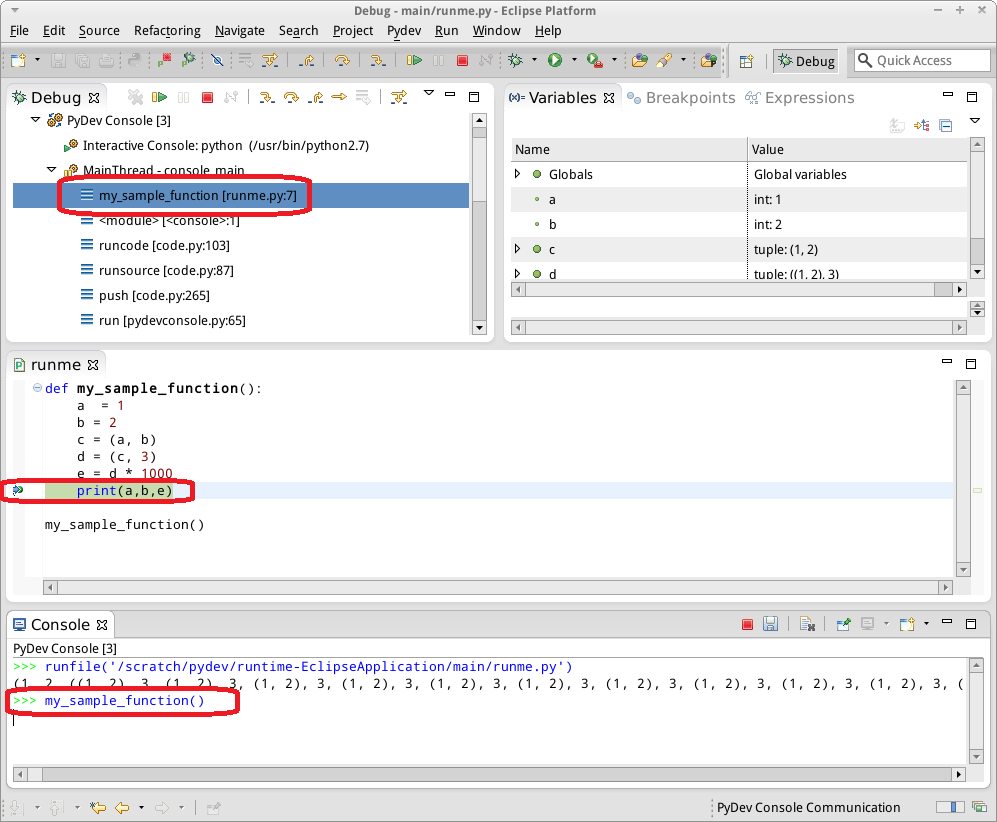 Debug - main/runme.py - Eclipse Platform
File Edit Source Refactoring Navigate Search Project Pydev Run Window Help
Debug
Quick Access
Debug
PyDev Console [3]
Interactive Console: python (/usr/bin/python2.7)
MainThread - console_main
my_sample_function [runme.py:7]
<module> [<console>:1]
runcode [code.py:103]
runsource [code.py:87]
push [code.py:265]
run [pydevconsole.py:65]
(x)= Variables Breakpoints Expressions
Name Value
Globals Global variables
a int: 1
b int: 2
c tuple: (1, 2)
d tuple: ((1, 2), 3)
runme
def my_sample_function():
a  = 1
b = 2
c = (a, b)
d = (c, 3)
e = d * 1000
print(a,b,e)
my_sample_function()
Console
PyDev Console [3]
>>> runfile('/scratch/pydev/runtime-EclipseApplication/main/runme.py')
(1, 2, ((1, 2), 3, (1, 2), 3, (1, 2), 3, (1, 2), 3, (1, 2), 3, (1, 2), 3, (1, 2), 3, (1, 2), 3, (1, 2), 3, (1, 2), 3, (
>>> my_sample_function()
PyDev Console Communication